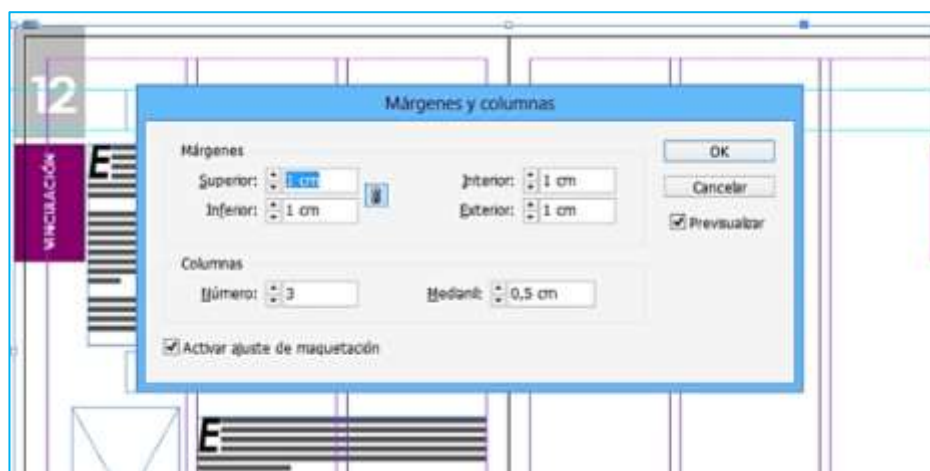 12
VINCULACIÓN
E
Márgenes y columnas
Márgenes
Superior: 1 cm
Inferior: 1 cm
Interior: 1 cm
Exterior: 1 cm
OK
Cancelar
Previsualizar
Columnas
Número: 3
Medianil: 0,5 cm
Activar ajuste de maquetación
E